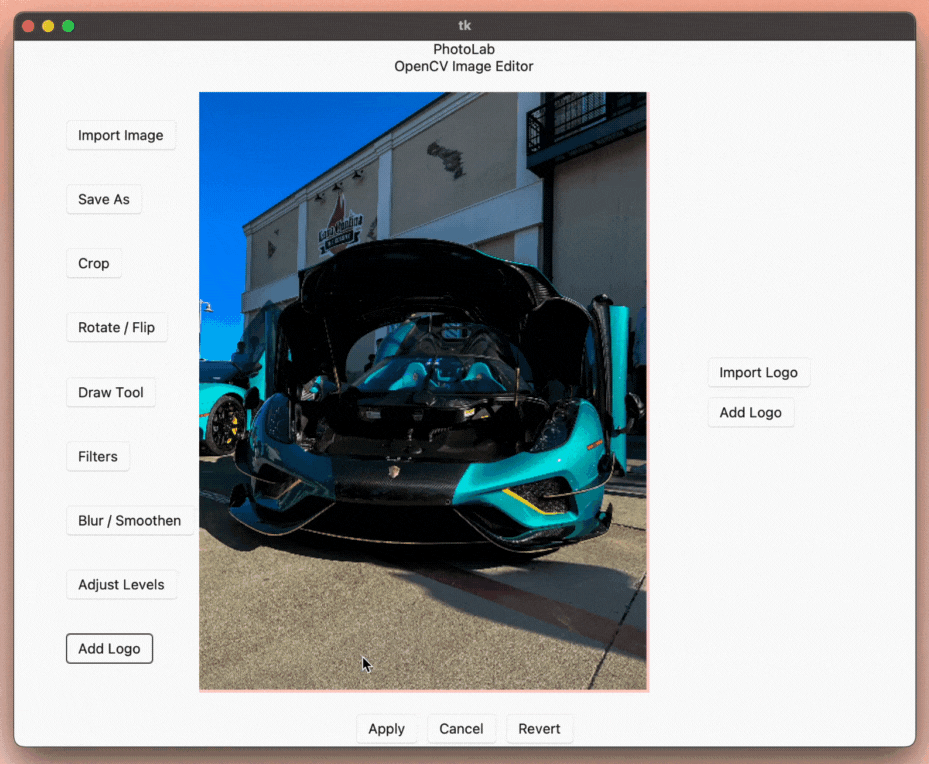 tk
PhotoLab
OpenCV Image Editor
Import Image
Save As
Crop
Rotate / Flip
Draw Tool
Filters
Blur / Smoothen
Adjust Levels
Add Logo
Import Logo
Add Logo
Apply
Cancel
Revert